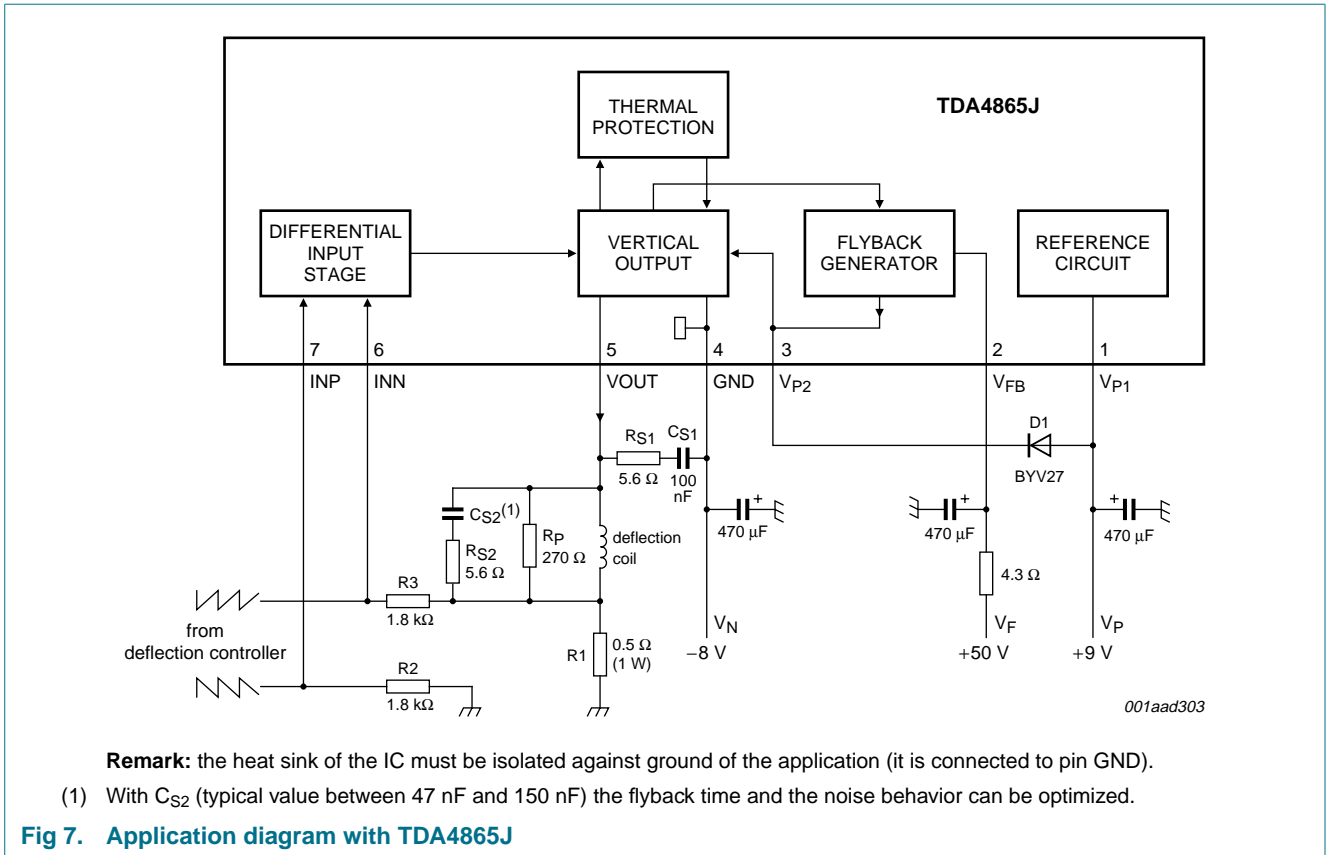 THERMAL
PROTECTION
TDA4865J
DIFFERENTIAL
INPUT
STAGE
VERTICAL
OUTPUT
FLYBACK
GENERATOR
REFERENCE
CIRCUIT
7 6 5 4 3 2 1
INP INN VOUT GND VP2 VFB VP1
D1
BYV27
RS1
5.6 Ω
CS1
100
nF
CS2(1)
RS2
5.6 Ω
RP
270 Ω
deflection
coil
+
470 μF
+
470 μF
+
470 μF
4.3 Ω
R3
1.8 kΩ
from
deflection controller
R2
1.8 kΩ
R1
0.5 Ω
(1 W)
VN
−8 V
VF
+50 V
VP
+9 V
001aad303
Remark: the heat sink of the IC must be isolated against ground of the application (it is connected to pin GND).
(1) With CS2 (typical value between 47 nF and 150 nF) the flyback time and the noise behavior can be optimized.
Fig 7. Application diagram with TDA4865J